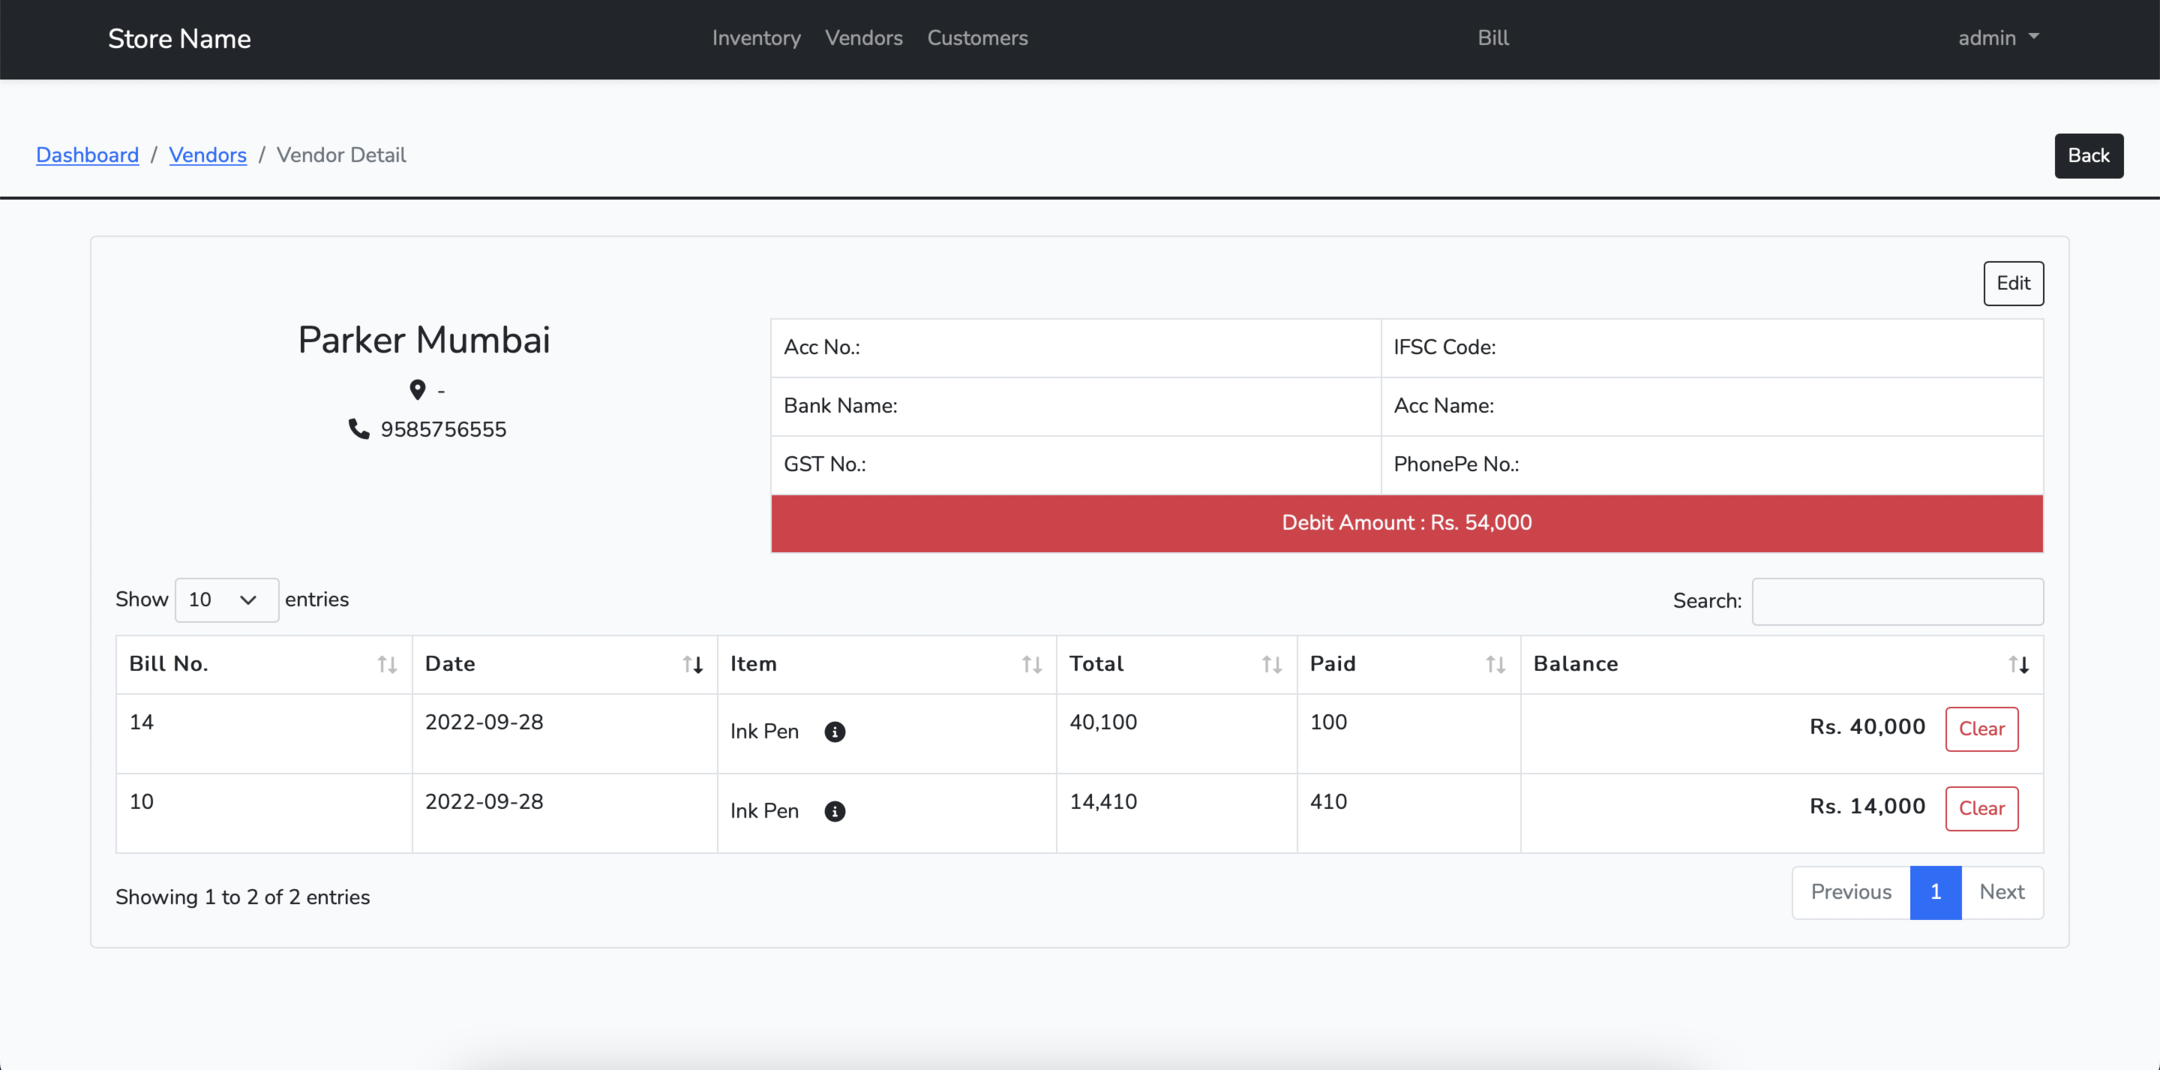 Store Name Inventory Vendors Customers Bill admin
Dashboard / Vendors / Vendor Detail Back
Edit
Parker Mumbai
-
9585756555
Acc No.: IFSC Code:
Bank Name: Acc Name:
GST No.: PhonePe No.:
Debit Amount : Rs. 54,000
Show 10 entries Search:
Bill No. Date Item Total Paid Balance
14 2022-09-28 Ink Pen 40,100 100 Rs. 40,000 Clear
10 2022-09-28 Ink Pen 14,410 410 Rs. 14,000 Clear
Showing 1 to 2 of 2 entries Previous 1 Next